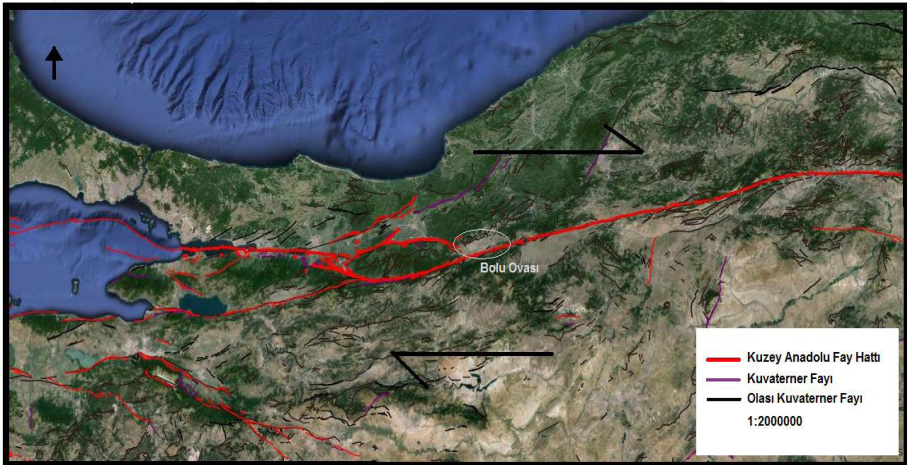 Bolu Ovası
Kuzey Anadolu Fay Hattı
Kuvaterner Fayı
Olası Kuvaterner Fayı
1:2000000